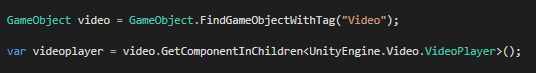 GameObject video = GameObject.FindGameObjectWithTag("Video");
var videoplayer = video.GetComponentInChildren<UnityEngine.Video.VideoPlayer>();